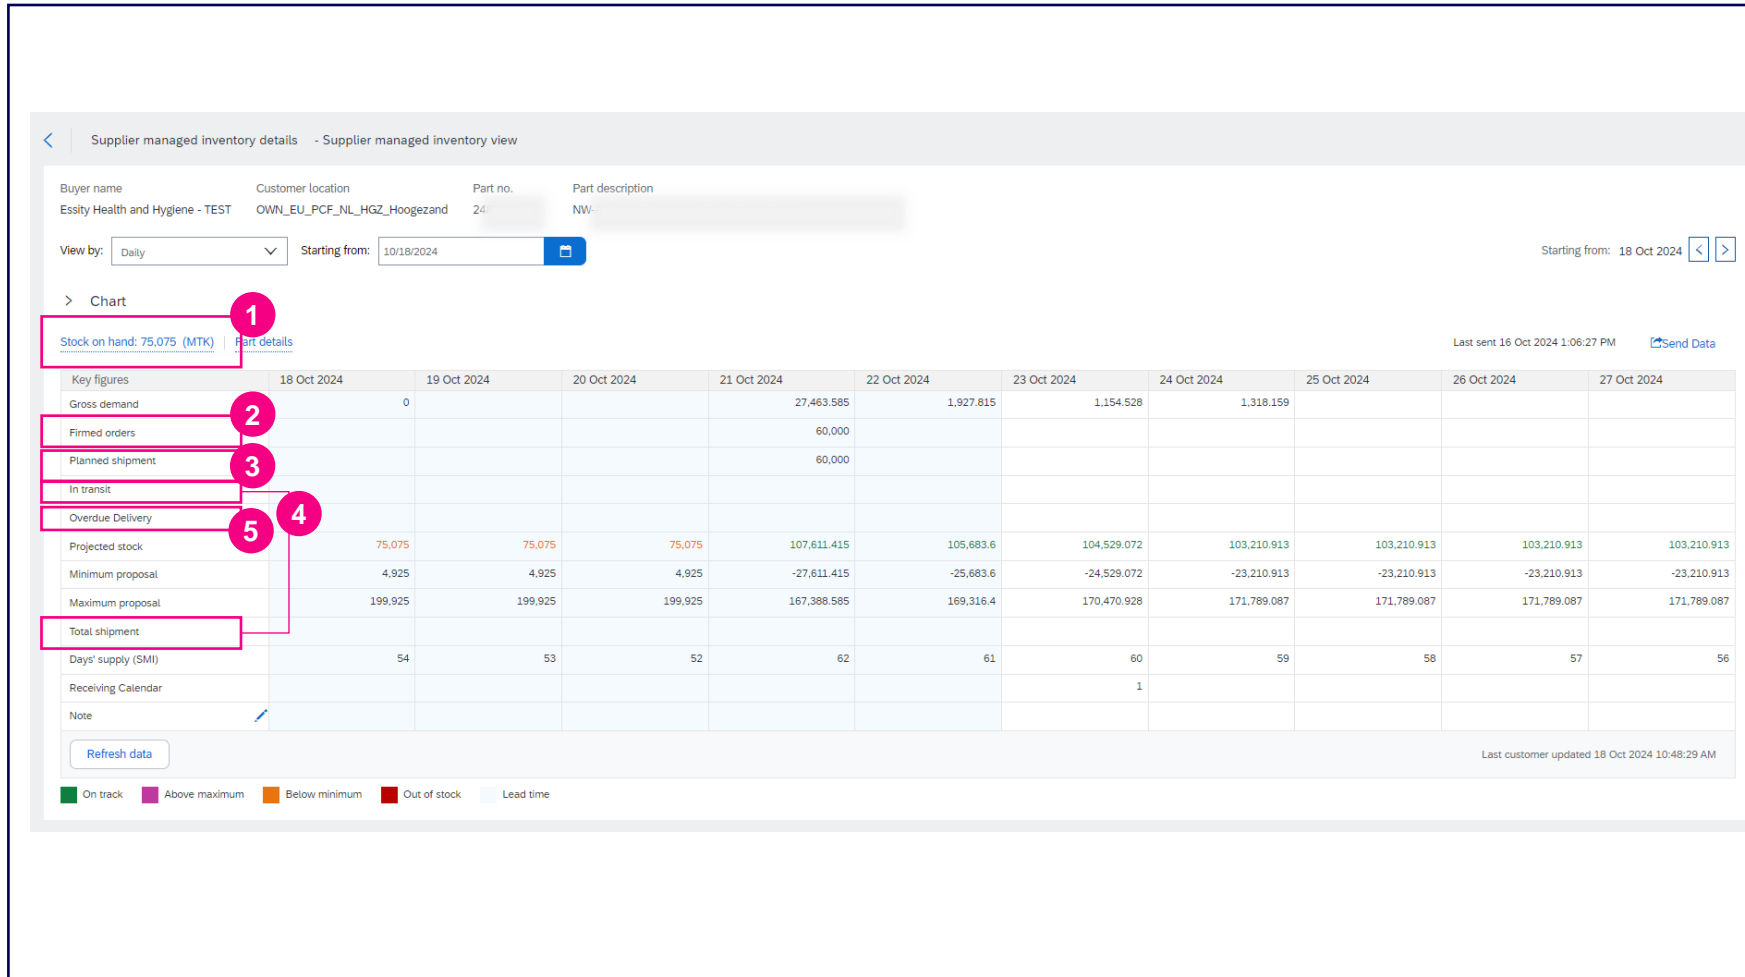 Supplier managed inventory details - Supplier managed inventory view
Buyer name Customer location Part no. Part description
Essity Health and Hygiene - TEST OWN_EU_PCF_NL_HGZ_Hoogezand 24 NW-
View by: Daily Starting from: 10/18/2024 Starting from: 18 Oct 2024 < >
> Chart
1
Stock on hand: 75,075 (MTK) Part details Last sent 16 Oct 2024 1:06:27 PM Send Data
Key figures 18 Oct 2024 19 Oct 2024 20 Oct 2024 21 Oct 2024 22 Oct 2024 23 Oct 2024 24 Oct 2024 25 Oct 2024 26 Oct 2024 27 Oct 2024
Gross demand 0 27,463.585 1,927.815 1,154.528 1,318.159
2
Firmed orders 60,000
Planned shipment 60,000
3
In transit
4
Overdue Delivery
5
Projected stock 75,075 75,075 75,075 107,611.415 105,683.6 104,529.072 103,210.913 103,210.913 103,210.913 103,210.913
Minimum proposal 4,925 4,925 4,925 -27,611.415 -25,683.6 -24,529.072 -23,210.913 -23,210.913 -23,210.913 -23,210.913
Maximum proposal 199,925 199,925 199,925 167,388.585 169,316.4 170,470.928 171,789.087 171,789.087 171,789.087 171,789.087
Total shipment
Days' supply (SMI) 54 53 52 62 61 60 59 58 57 56
Receiving Calendar 1
Note
Refresh data Last customer updated 18 Oct 2024 10:48:29 AM
On track Above maximum Below minimum Out of stock Lead time